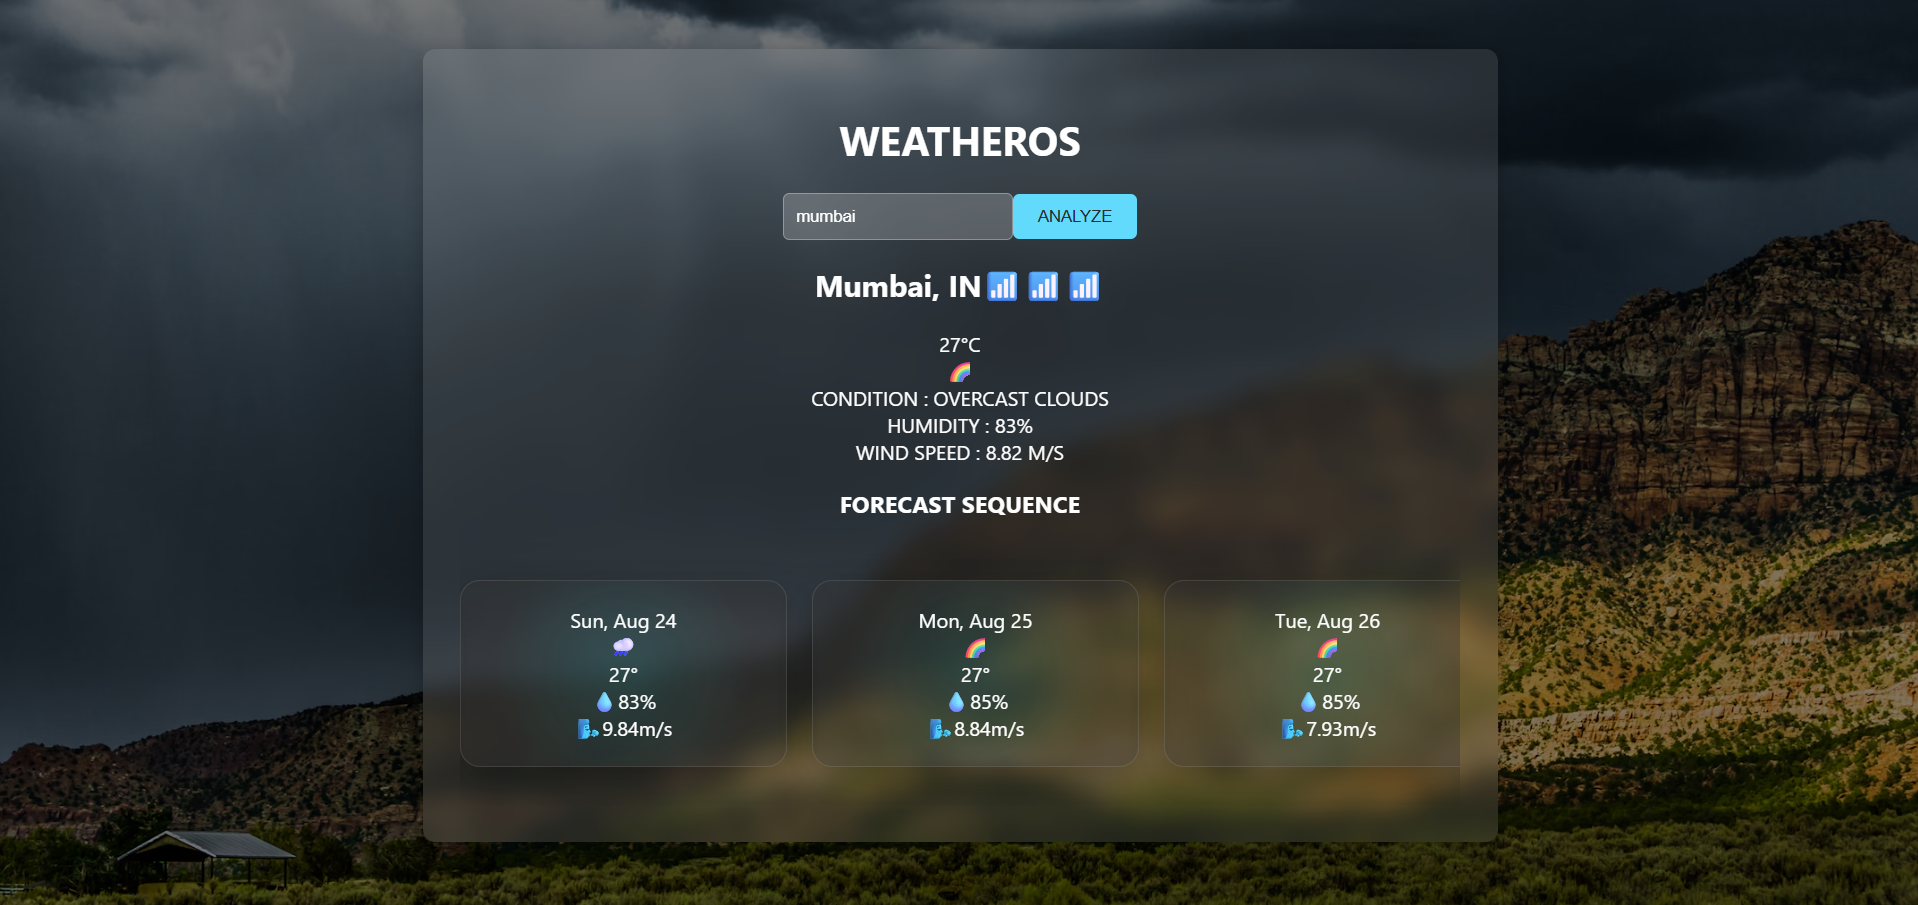 WEATHEROS
mumbai
ANALYZE
Mumbai, IN
27°C
CONDITION : OVERCAST CLOUDS
HUMIDITY : 83%
WIND SPEED : 8.82 M/S
FORECAST SEQUENCE
Sun, Aug 24
27°
83%
9.84m/s
Mon, Aug 25
27°
85%
8.84m/s
Tue, Aug 26
27°
85%
7.93m/s